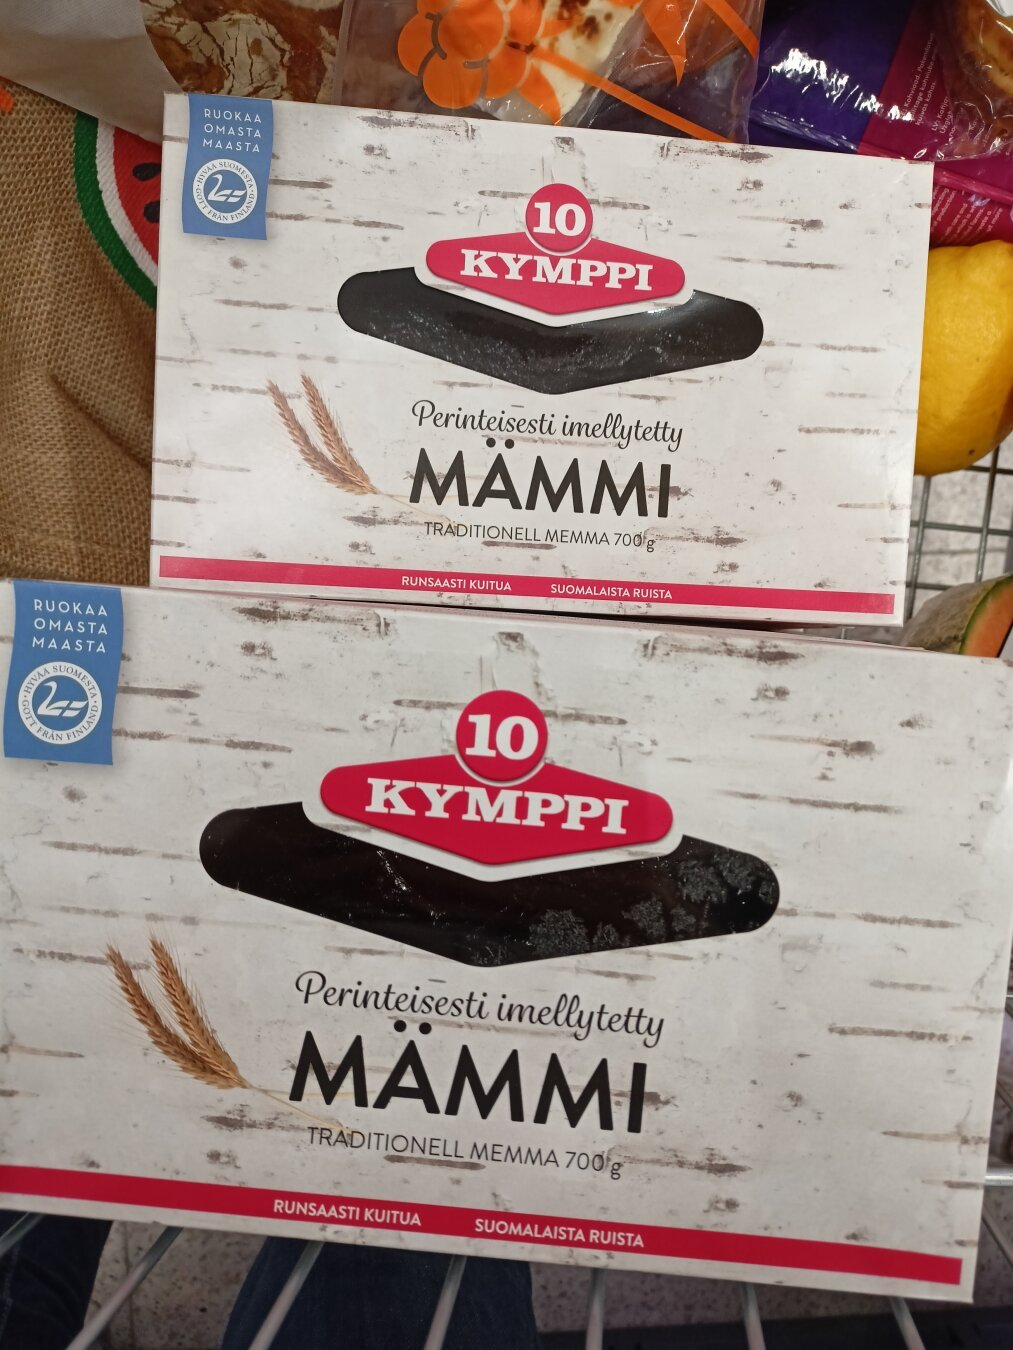 RUOKAA
OMASTA
MAASTA
HYVÄÄ SUOMESTA
GOTT FRÅN FINLAND
10
KYMPPI
Perinteisesti imellytetty
MÄMMI
TRADITIONELL MEMMA 700 g
RUNSAASTI KUITUA SUOMALAISTA RUISTA
RUOKAA
OMASTA
MAASTA
HYVÄÄ SUOMESTA
GOTT FRÅN FINLAND
10
KYMPPI
Perinteisesti imellytetty
MÄMMI
TRADITIONELL MEMMA 700 g
RUNSAASTI KUITUA SUOMALAISTA RUISTA